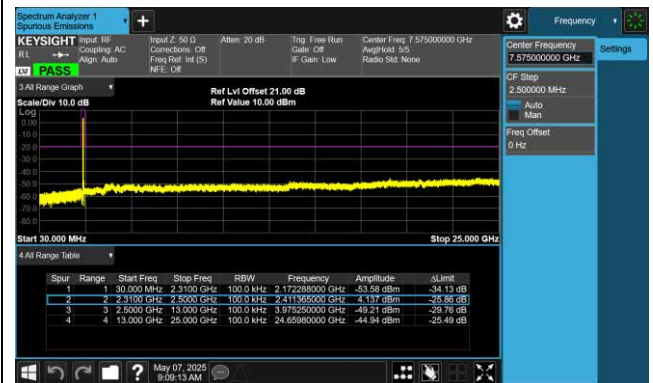 Spectrum Analyzer 1
Spurious Emissions
Frequency
KEYSIGHT
RL
LXI
PASS
Input: RF
Coupling: AC
Align: Auto
Input Z: 50 Ω
Corrections: Off
Freq Ref: Int (S)
NFE: Off
Atten: 20 dB
Trig: Free Run
Gate: Off
IF Gain: Low
Center Freq: 7.575000000 GHz
Avg|Hold: 5/5
Radio Std: None
Center Frequency
7.575000000 GHz
Settings
CF Step
2.500000 MHz
Auto
Man
Freq Offset
0 Hz
3 All Range Graph
Scale/Div 10.0 dB
Ref Lvl Offset 21.00 dB
Ref Value 10.00 dBm
Log
0.00
-10.0
-20.0
-30.0
-40.0
-50.0
-60.0
-70.0
-80.0
Start 30.000 MHz
Stop 25.000 GHz
4 All Range Table
Spur Range Start Freq Stop Freq RBW Frequency Amplitude ΔLimit
1 1 30.000 MHz 2.3100 GHz 100.0 kHz 2.172288000 GHz -53.58 dBm -34.13 dB
2 2 2.3100 GHz 2.5000 GHz 100.0 kHz 2.411365000 GHz 4.137 dBm -25.86 dB
3 3 2.5000 GHz 13.000 GHz 100.0 kHz 3.975250000 GHz -49.21 dBm -29.76 dB
4 4 13.000 GHz 25.000 GHz 100.0 kHz 24.65980000 GHz -44.94 dBm -25.49 dB
May 07, 2025
9:09:13 AM